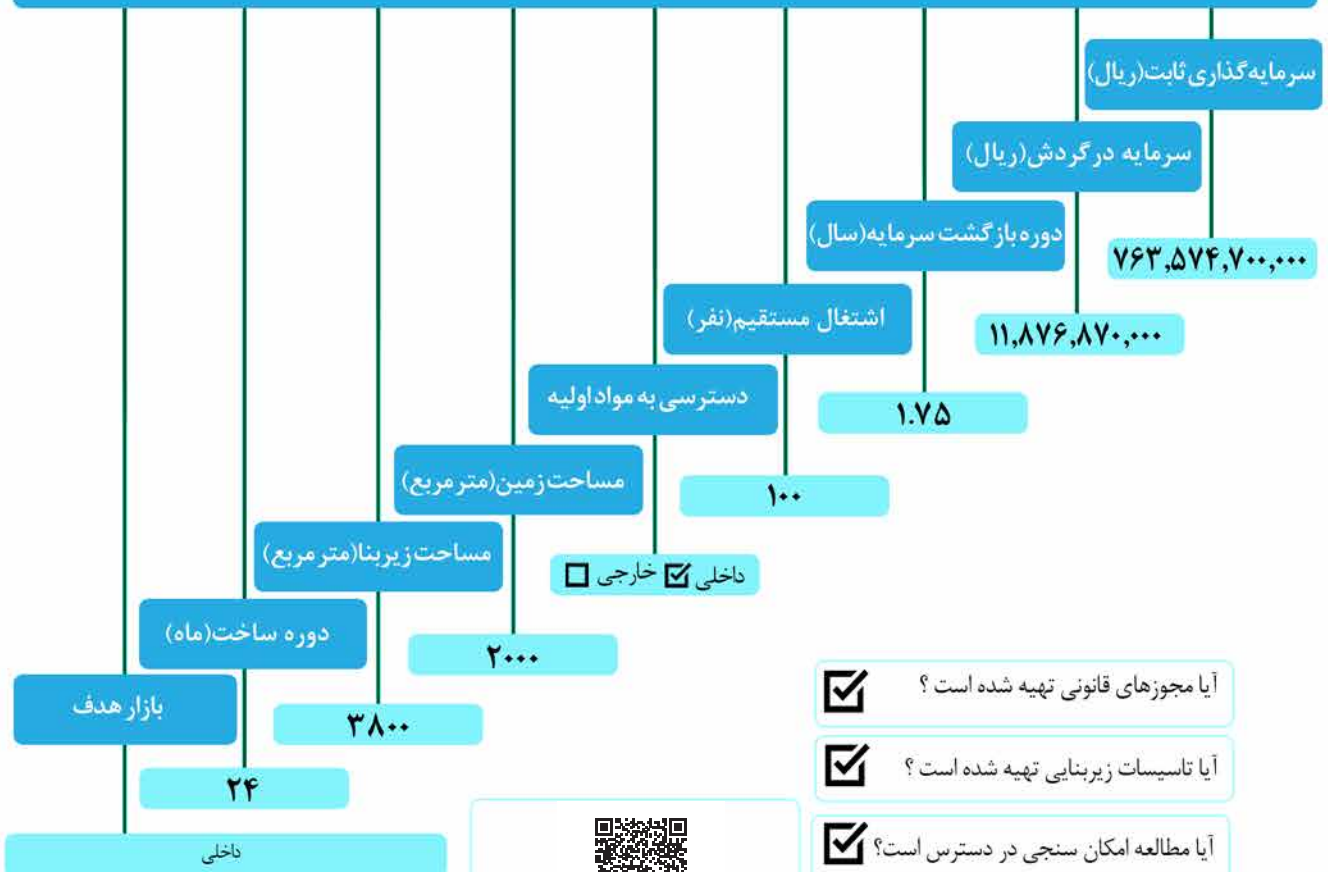 سرمایه‌گذاری ثابت(ریال)
۷۶۳,۵۷۴,۷۰۰,۰۰۰
سرمایه در گردش(ریال)
۱۱,۸۷۶,۸۷۰,۰۰۰
دوره بازگشت سرمایه(سال)
۱.۷۵
اشتغال مستقیم(نفر)
۱۰۰
دسترسی به مواد اولیه
داخلی ☑ خارجی ☐
مساحت زمین(متر مربع)
۲۰۰۰
مساحت زیربنا(متر مربع)
۳۸۰۰
دوره ساخت(ماه)
۲۴
بازار هدف
داخلی
آیا مجوزهای قانونی تهیه شده است ؟ ☑
آیا تاسیسات زیربنایی تهیه شده است ؟ ☑
آیا مطالعه امکان سنجی در دسترس است؟ ☑